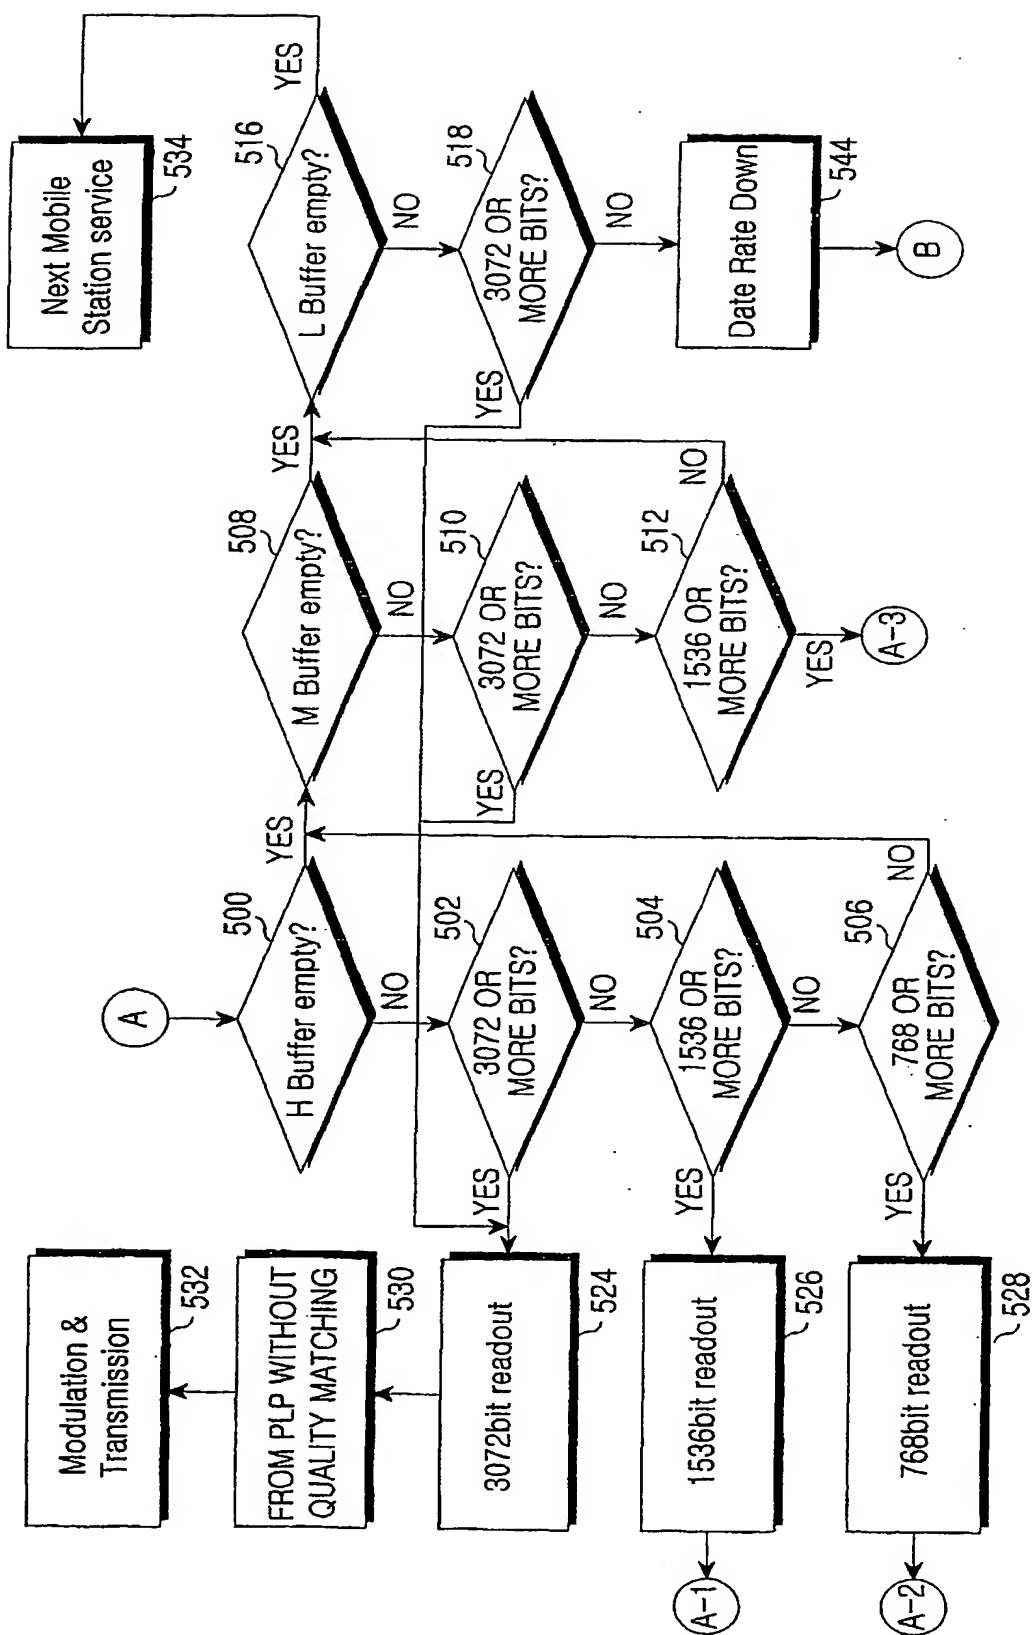 A
H Buffer empty?
500
YES
NO
M Buffer empty?
508
YES
NO
L Buffer empty?
516
YES
NO
Next Mobile
Station service
534
3072 OR
MORE BITS?
502
YES
NO
3072 OR
MORE BITS?
510
YES
NO
3072 OR
MORE BITS?
518
YES
NO
1536 OR
MORE BITS?
504
YES
NO
1536 OR
MORE BITS?
512
NO
YES
A-3
Date Rate Down
544
B
768 OR
MORE BITS?
506
YES
NO
Modulation &
Transmission
532
FROM PLP WITHOUT
QUALITY MATCHING
530
3072bit readout
524
1536bit readout
526
A-1
768bit readout
528
A-2